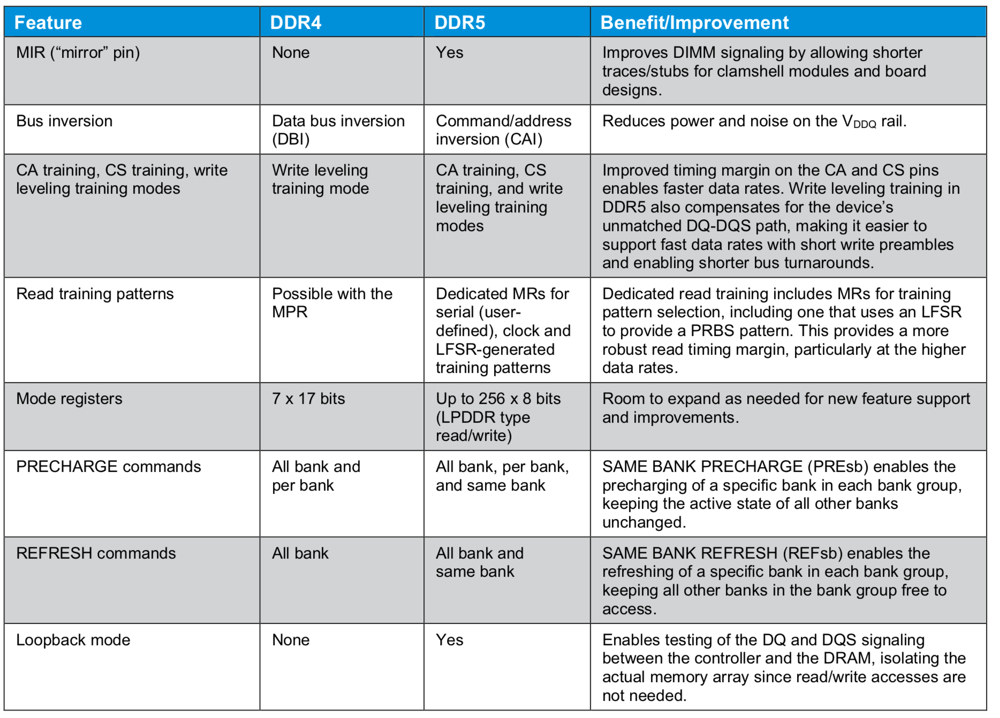 Feature DDR4 DDR5 Benefit/Improvement
MIR (“mirror” pin) None Yes Improves DIMM signaling by allowing shorter
traces/stubs for clamshell modules and board
designs.
Bus inversion Data bus inversion Command/address Reduces power and noise on the VDDQ rail.
(DBI) inversion (CAI)
CA training, CS training, write Write leveling CA training, CS Improved timing margin on the CA and CS pins
leveling training modes training mode training, and write enables faster data rates. Write leveling training in
leveling training DDR5 also compensates for the device’s
modes unmatched DQ-DQS path, making it easier to
support fast data rates with short write preambles
and enabling shorter bus turnarounds.
Read training patterns Possible with the Dedicated MRs for Dedicated read training includes MRs for training
MPR serial (user- pattern selection, including one that uses an LFSR
defined), clock and to provide a PRBS pattern. This provides a more
LFSR-generated robust read timing margin, particularly at the higher
training patterns data rates.
Mode registers 7 x 17 bits Up to 256 x 8 bits Room to expand as needed for new feature support
(LPDDR type and improvements.
read/write)
PRECHARGE commands All bank and All bank, per bank, SAME BANK PRECHARGE (PREsb) enables the
per bank and same bank precharging of a specific bank in each bank group,
keeping the active state of all other banks
unchanged.
REFRESH commands All bank All bank and SAME BANK REFRESH (REFsb) enables the
same bank refreshing of a specific bank in each bank group,
keeping all other banks in the bank group free to
access.
Loopback mode None Yes Enables testing of the DQ and DQS signaling
between the controller and the DRAM, isolating the
actual memory array since read/write accesses are
not needed.